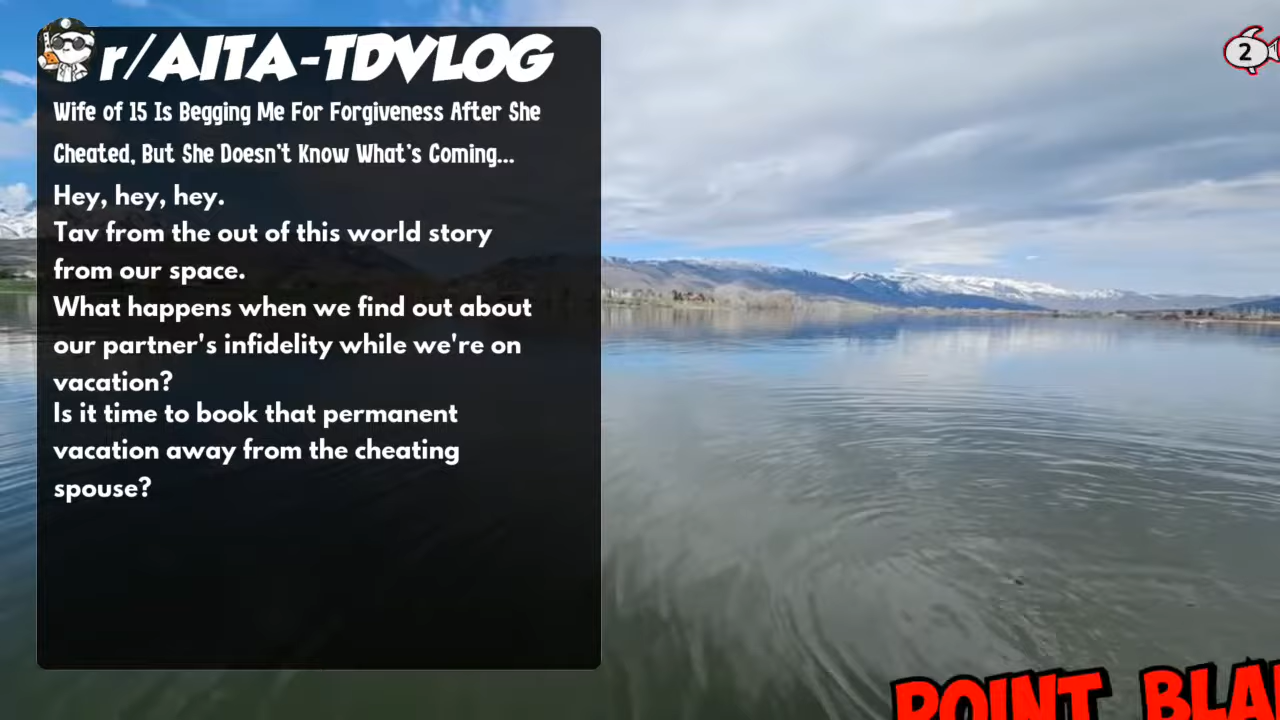 r/AITA-TDVLOG
2
Wife of 15 Is Begging Me For Forgiveness After She
Cheated, But She Doesn't Know What's Coming...
Hey, hey, hey.
Tav from the out of this world story
from our space.
What happens when we find out about
our partner's infidelity while we're on
vacation?
Is it time to book that permanent
vacation away from the cheating
spouse?
POINT